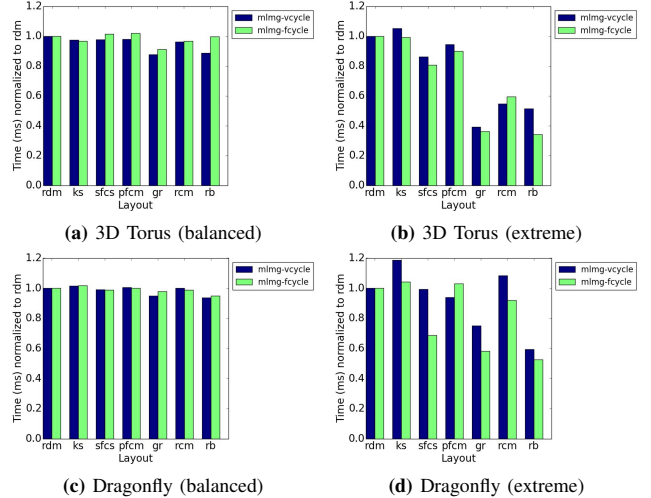 Time (ms) normalized to rdm
1.2
1.0
0.8
0.6
0.4
0.2
0.0
rdm ks sfcs pfcm gr rcm rb
Layout
mlmg-vcycle
mlmg-fcycle
(a) 3D Torus (balanced)
Time (ms) normalized to rdm
1.2
1.0
0.8
0.6
0.4
0.2
0.0
rdm ks sfcs pfcm gr rcm rb
Layout
mlmg-vcycle
mlmg-fcycle
(b) 3D Torus (extreme)
Time (ms) normalized to rdm
1.2
1.0
0.8
0.6
0.4
0.2
0.0
rdm ks sfcs pfcm gr rcm rb
Layout
mlmg-vcycle
mlmg-fcycle
(c) Dragonfly (balanced)
Time (ms) normalized to rdm
1.2
1.0
0.8
0.6
0.4
0.2
0.0
rdm ks sfcs pfcm gr rcm rb
Layout
mlmg-vcycle
mlmg-fcycle
(d) Dragonfly (extreme)